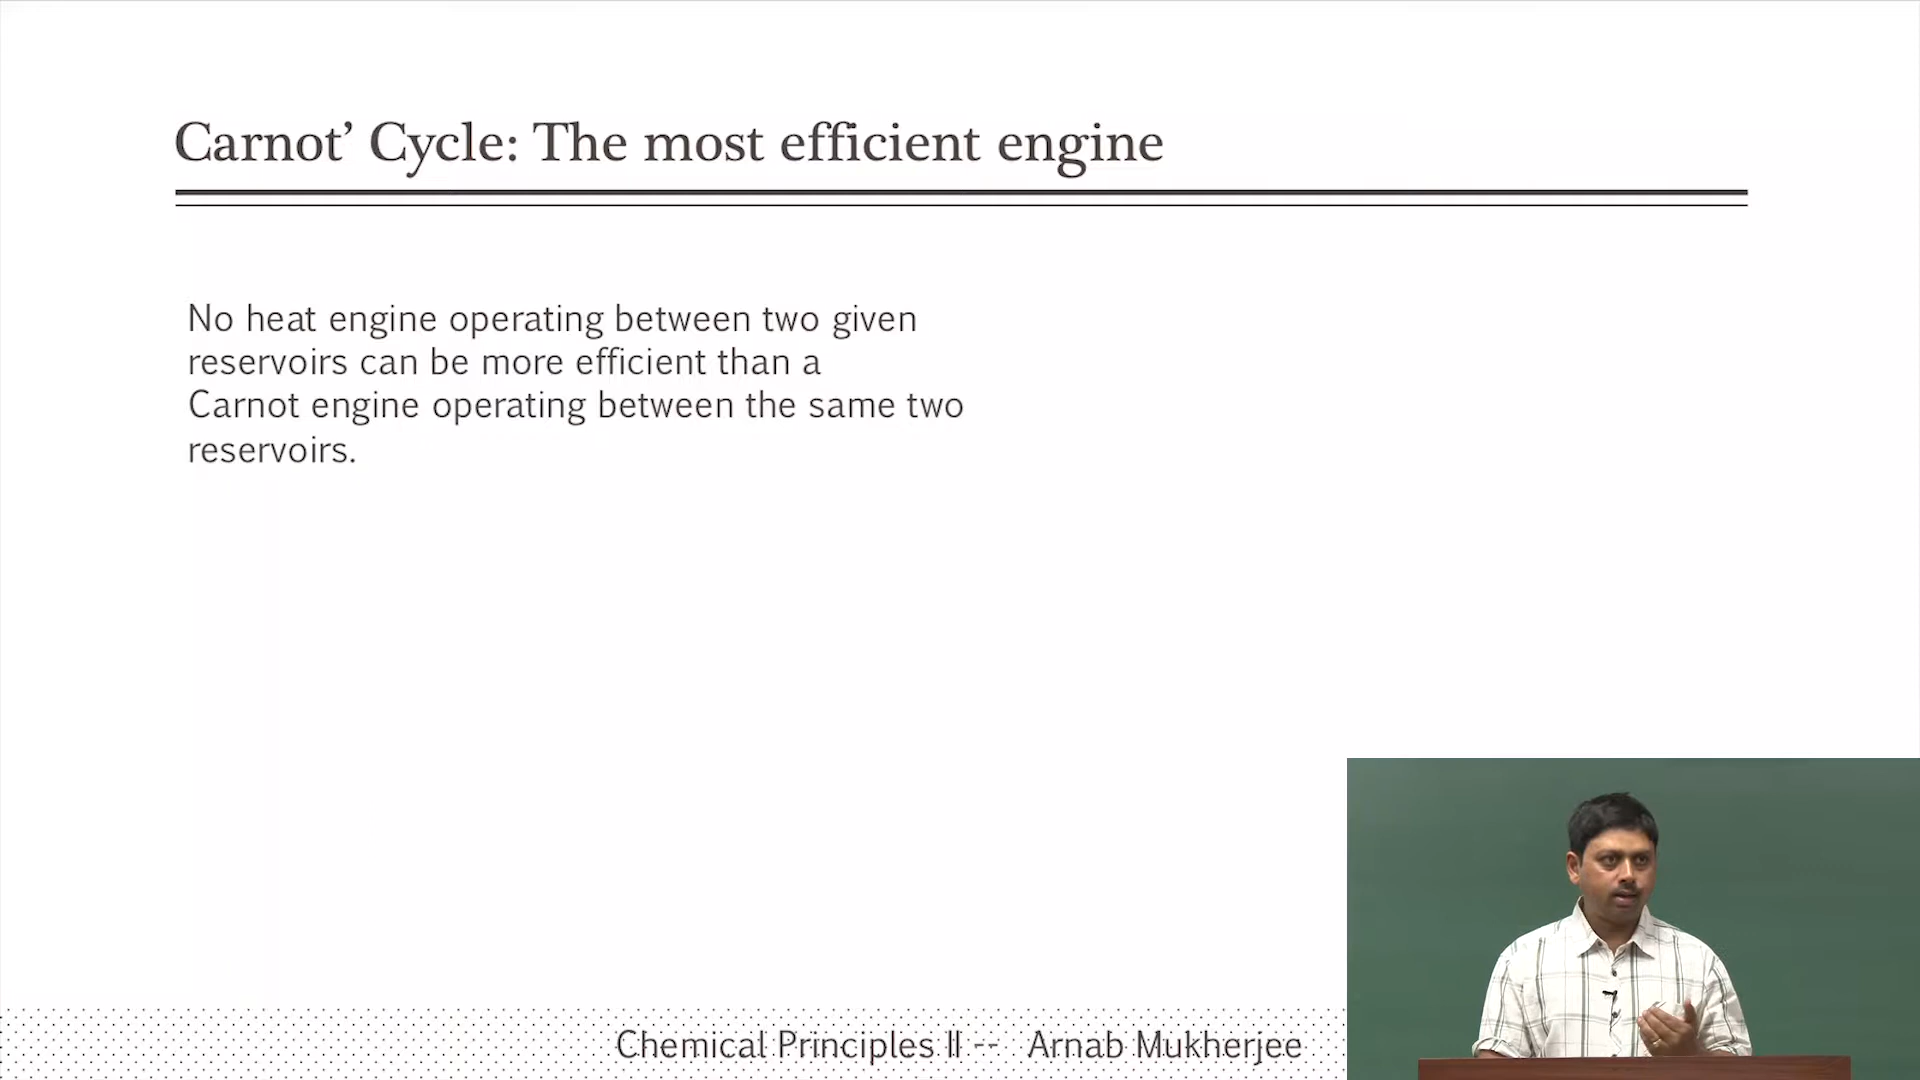 Carnot’ Cycle: The most efficient engine
No heat engine operating between two given
reservoirs can be more efficient than a
Carnot engine operating between the same two
reservoirs.
Chemical Principles II -- Arnab Mukherjee